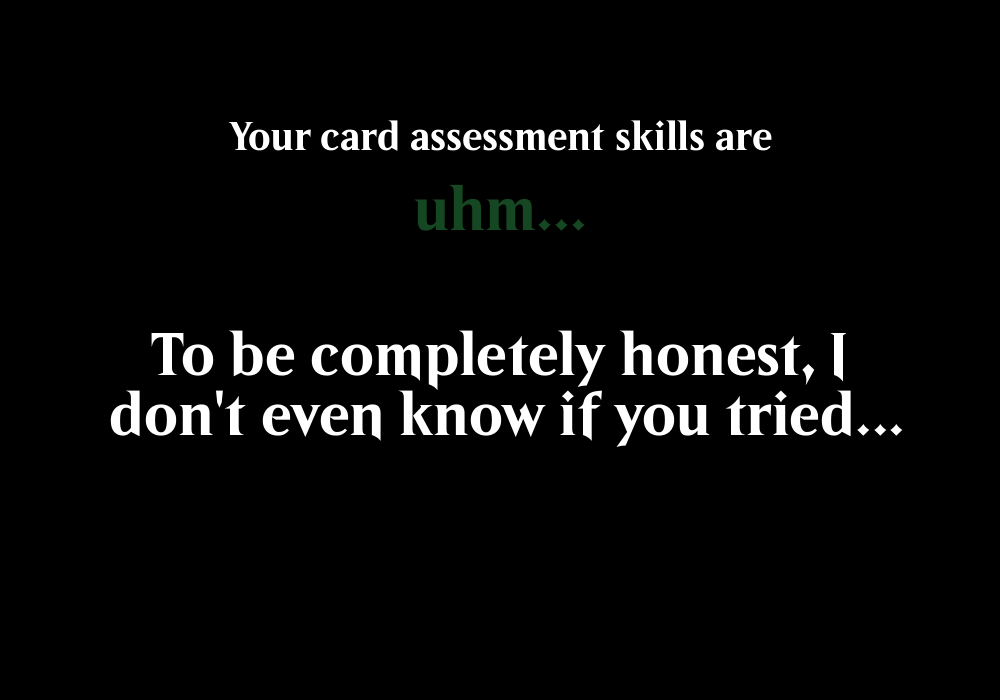 Your card assessment skills are
uhm...
To be completely honest, I
don't even know if you tried...